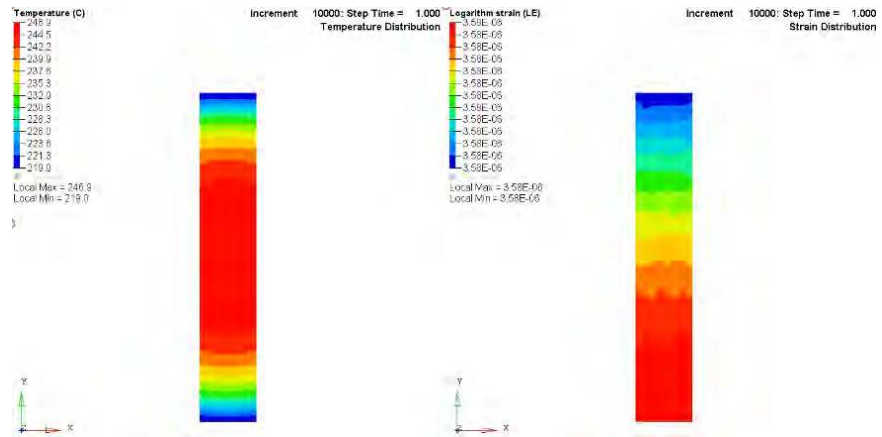 Temperature (C)
246.9
244.5
242.2
239.9
237.6
235.3
232.9
230.6
228.3
226.0
223.6
221.3
219.0
Local Max = 246.9
Local Min = 219.0
Increment 10000: Step Time = 1.000
Temperature Distribution
Y
Z X
Logarithm strain (LE)
3.58E-06
3.58E-06
3.58E-06
3.58E-06
3.58E-06
3.58E-06
3.58E-06
3.58E-06
3.58E-06
3.58E-06
3.58E-06
3.58E-06
3.58E-06
Local Max = 3.58E-06
Local Min = 3.58E-06
Increment 10000: Step Time = 1.000
Strain Distribution
Y
Z X